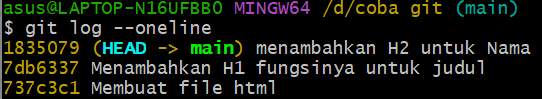 asus@LAPTOP-N16UFBB0 MINGW64 /d/coba git (main)
$ git log --oneline
1835079 (HEAD -> main) menambahkan H2 untuk Nama
7db6337 Menambahkan H1 fungsinya untuk judul
737c3c1 Membuat file html